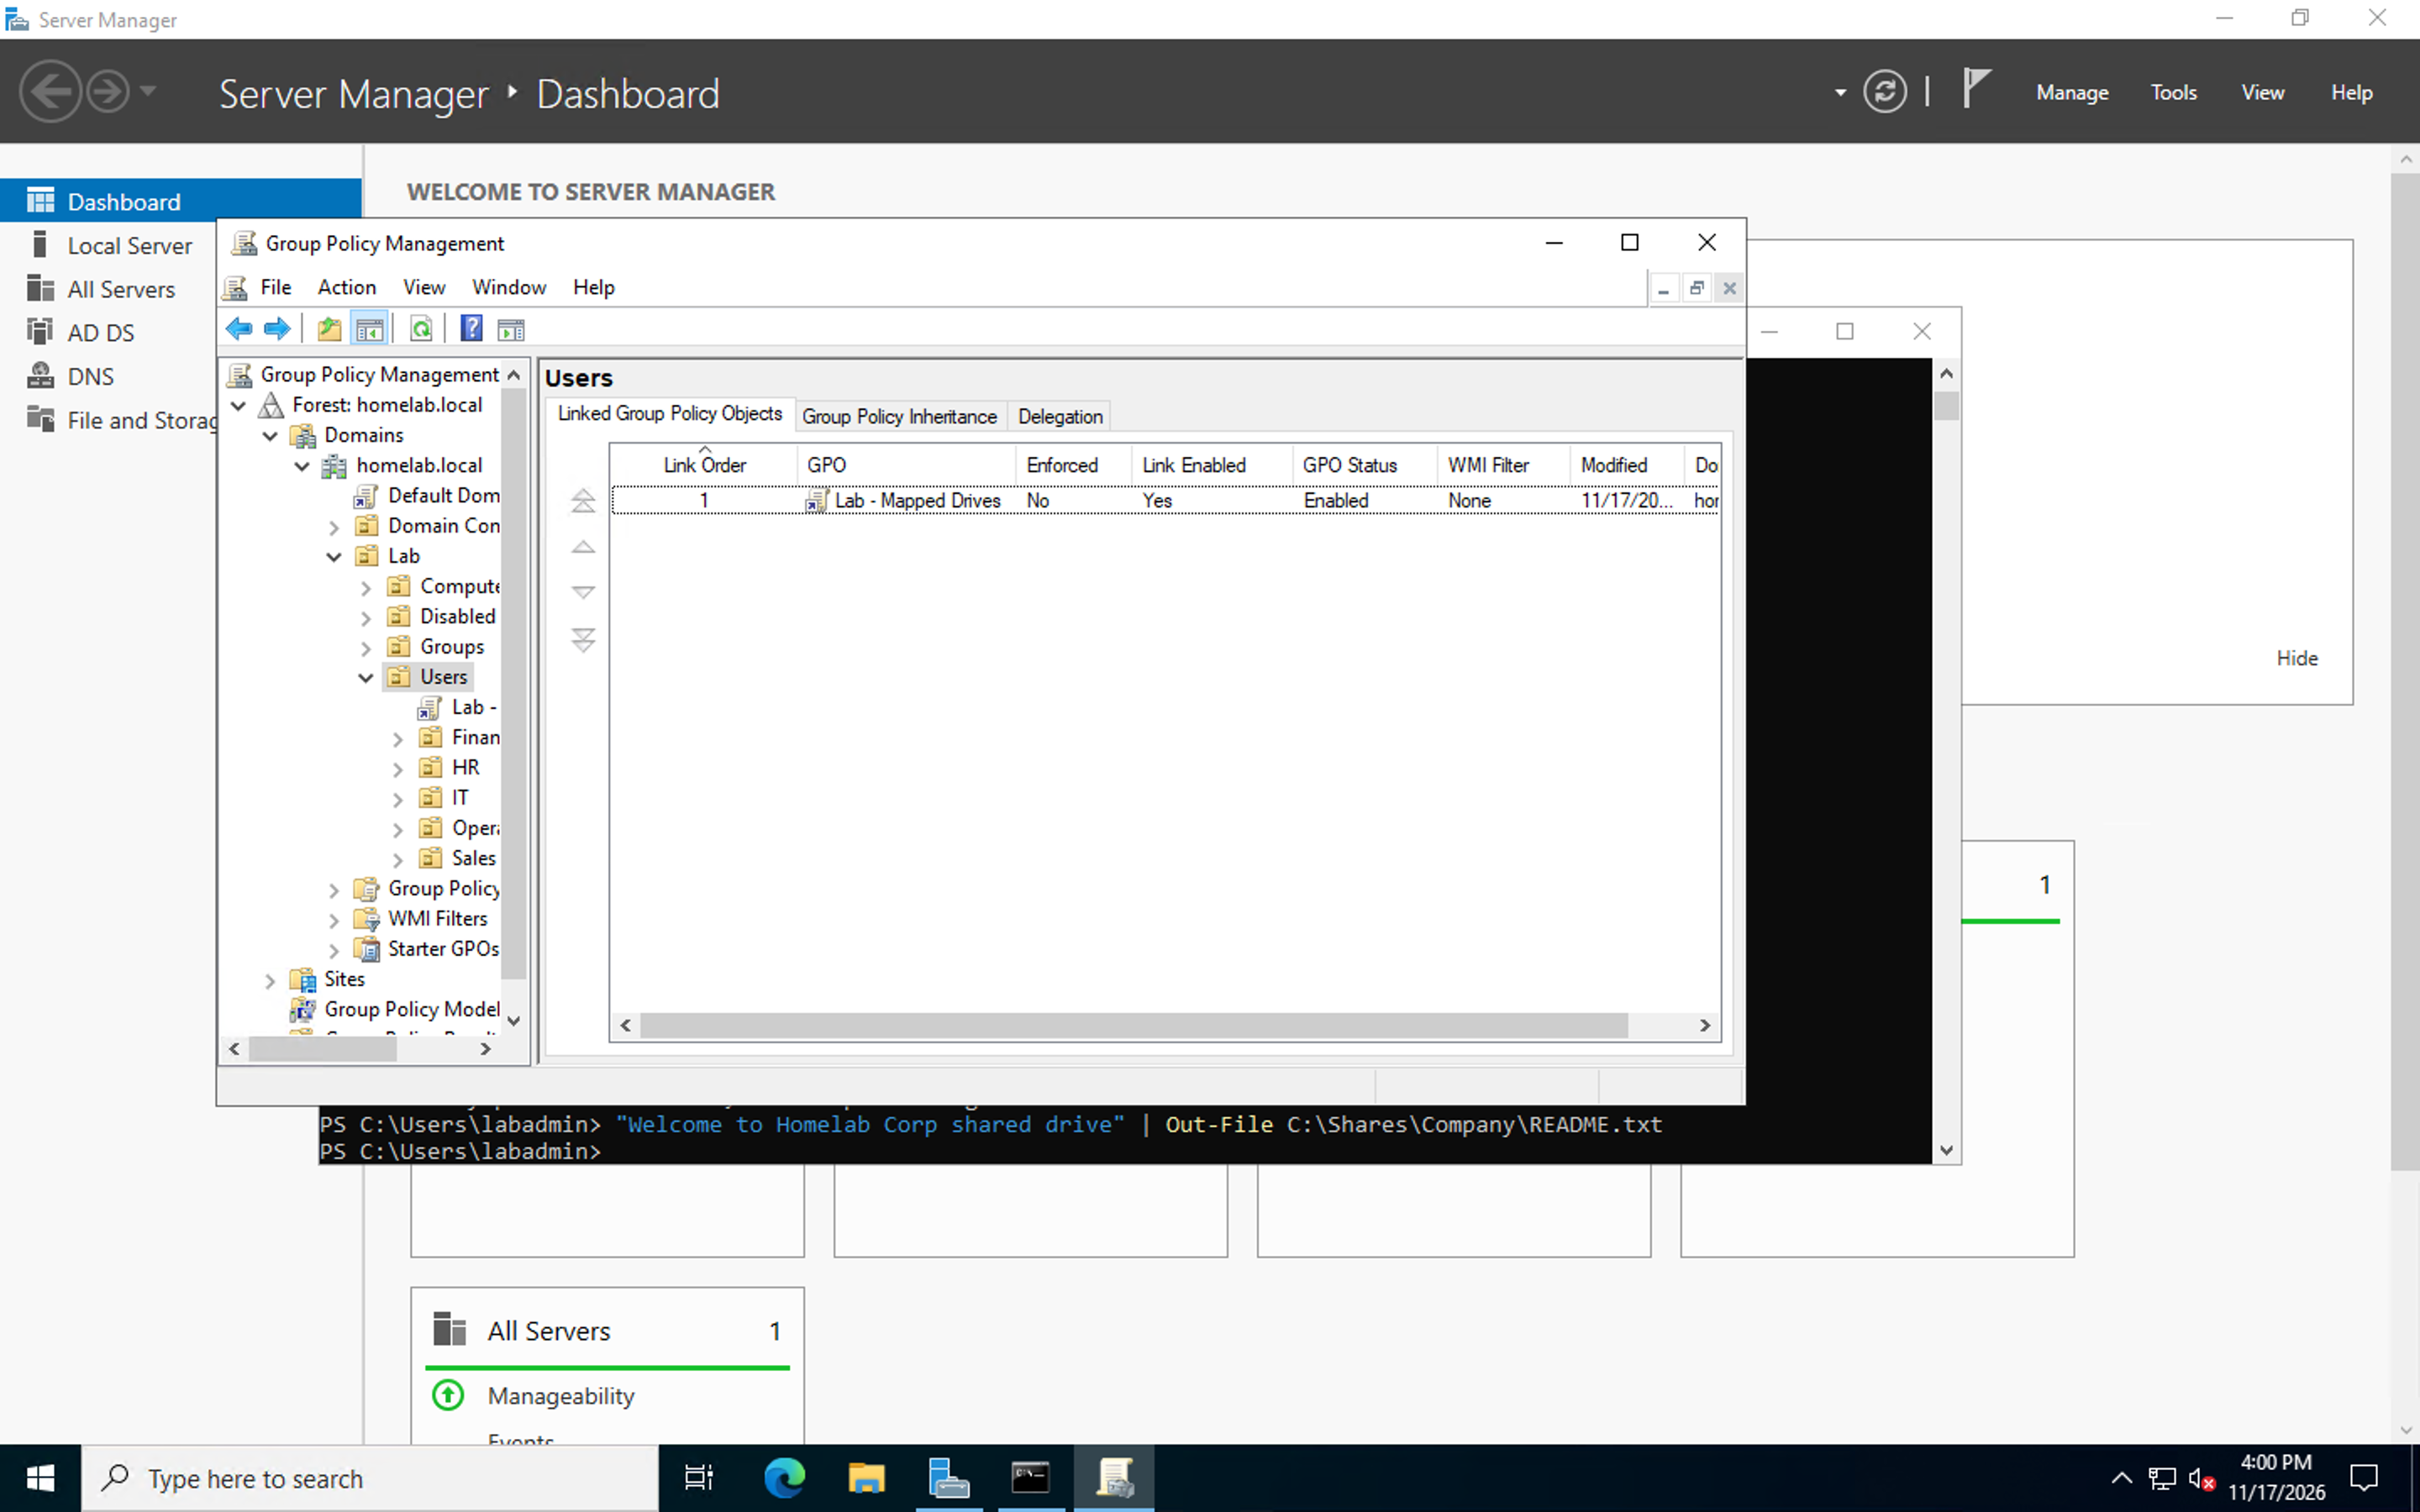 Server Manager
Server Manager ‣ Dashboard
Manage Tools View Help
WELCOME TO SERVER MANAGER
Dashboard
Local Server
All Servers
AD DS
DNS
File and Storag
Group Policy Management
File Action View Window Help
Group Policy Management
Forest: homelab.local
Domains
homelab.local
Default Dom
Domain Con
Lab
Compute
Disabled
Groups
Users
Lab -
Finan
HR
IT
Opera
Sales
Group Policy
WMI Filters
Starter GPOs
Sites
Group Policy Model
Users
Linked Group Policy Objects Group Policy Inheritance Delegation
Link Order GPO Enforced Link Enabled GPO Status WMI Filter Modified Do
1 Lab - Mapped Drives No Yes Enabled None 11/17/20... hor
Hide
1
PS C:\Users\labadmin> "Welcome to Homelab Corp shared drive" | Out-File C:\Shares\Company\README.txt
PS C:\Users\labadmin>
All Servers 1
Manageability
Events
Type here to search
4:00 PM
11/17/2026